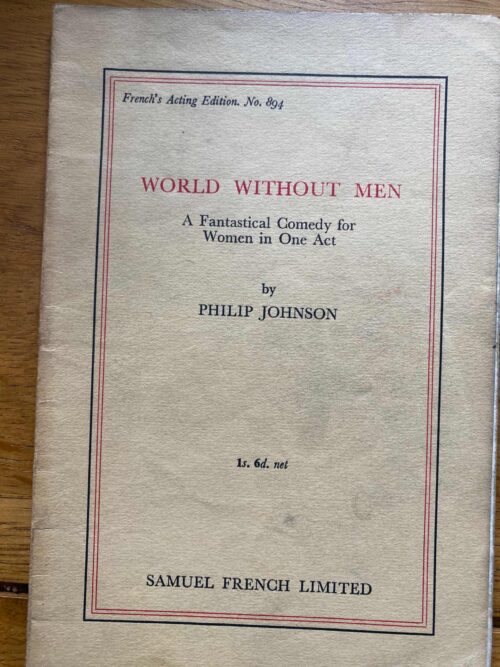 French's Acting Edition. No. 894
WORLD WITHOUT MEN
A Fantastical Comedy for
Women in One Act
by
PHILIP JOHNSON
1s. 6d. net
SAMUEL FRENCH LIMITED